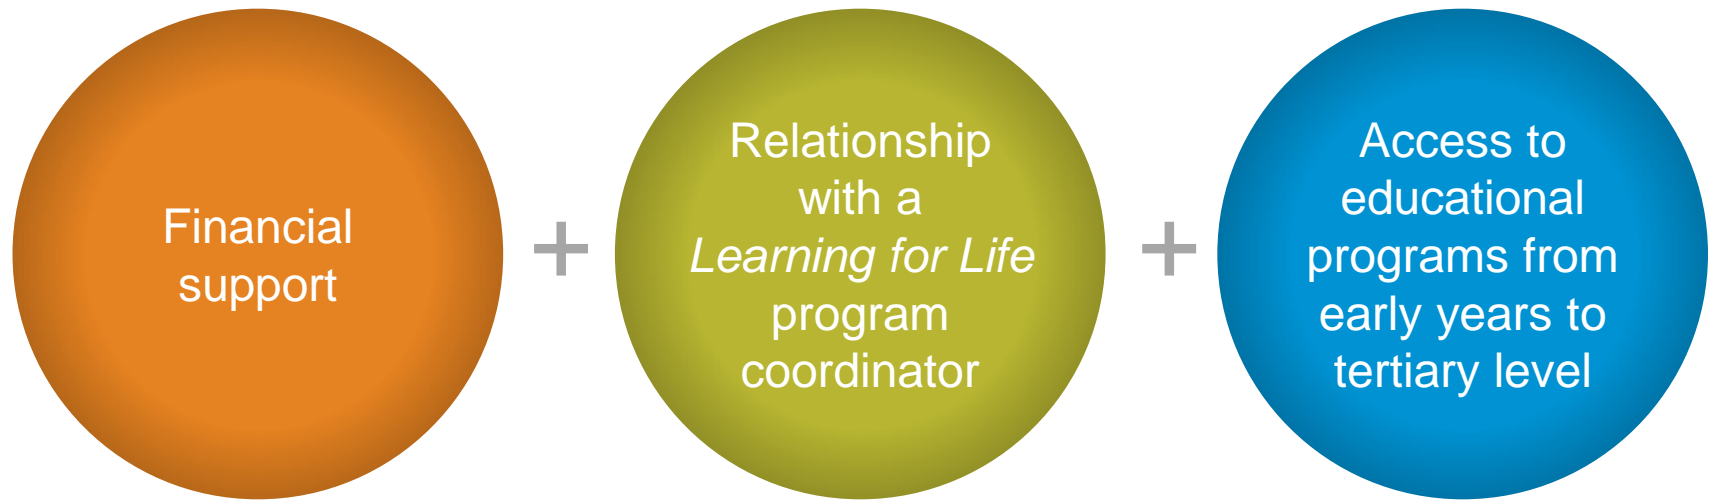 Financial
support
+
Relationship
with a
Learning for Life
program
coordinator
+
Access to
educational
programs from
early years to
tertiary level